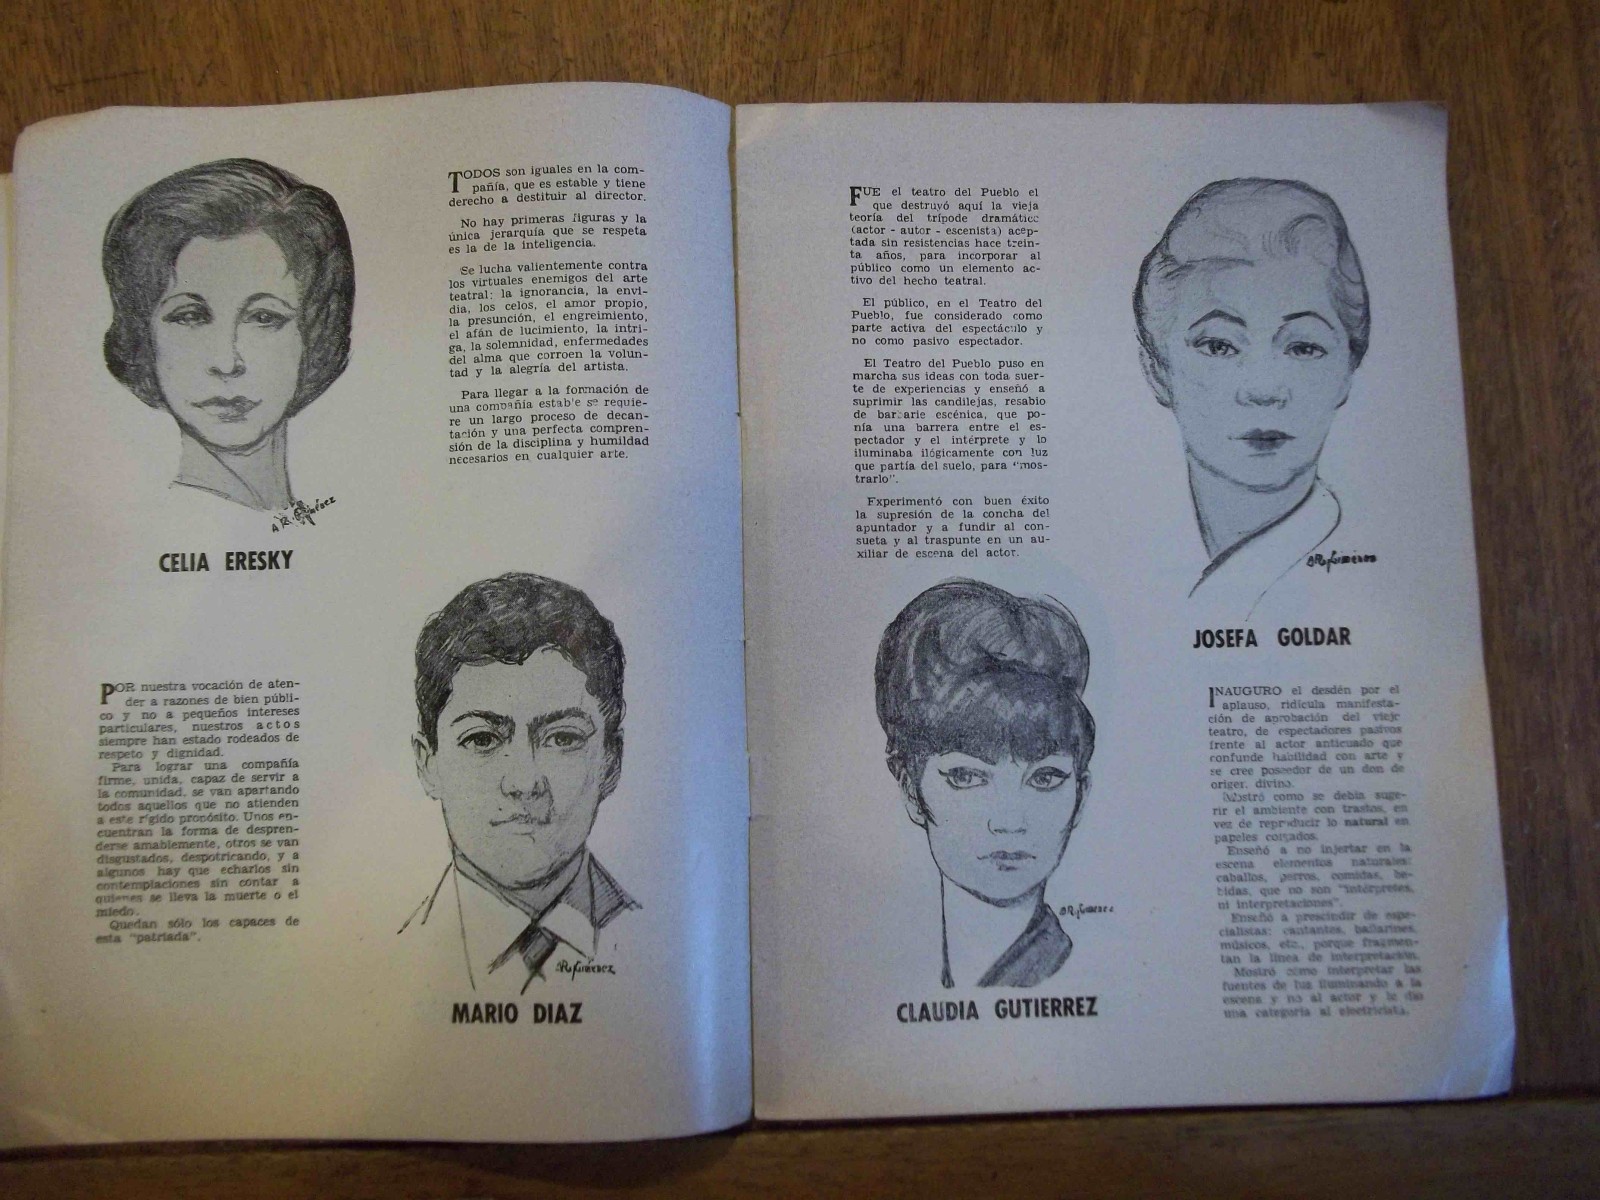 TODOS son iguales en la com-
pañía, que es estable y tiene
derecho a destituir al director.
No hay primeras figuras y la
única jerarquía que se respeta
es la de la inteligencia.
Se lucha valientemente contra
los virtuales enemigos del arte
teatral: la ignorancia, la envi-
dia, los celos, el amor propio,
la presunción, el engreimiento,
el afán de lucimiento, la intri-
ga, la solemnidad, enfermedades
del alma que corroen la volun-
tad y la alegría del artista.
Para llegar a la formación de
una compañía estable se requie-
re un largo proceso de decan-
tación y una perfecta compren-
sión de la disciplina y humildad
necesarios en cualquier arte.
CELIA ERESKY
POR nuestra vocación de aten-
der a razones de bien públi-
co y no a pequeños intereses
particulares, nuestros actos
siempre han estado rodeados de
respeto y dignidad.
Para lograr una compañía
firme, unida, capaz de servir a
la comunidad, se van apartando
todos aquellos que no atienden
a este rígido propósito. Unos en-
cuentran la forma de despren-
derse amablemente, otros se van
disgustados, despotricando, y a
algunos hay que echarlos sin
contemplaciones sin contar a
quienes se lleva la muerte o el
miedo.
Quedan sólo los capaces de
esta "patriada".
MARIO DIAZ
FUE el teatro del Pueblo el
que destruyó aquí la vieja
teoría del trípode dramático
(actor - autor - escenista) acep-
tada sin resistencias hace trein-
ta años, para incorporar al
público como un elemento ac-
tivo del hecho teatral.
El público, en el Teatro del
Pueblo, fue considerado como
parte activa del espectáculo y
no como pasivo espectador.
El Teatro del Pueblo puso en
marcha sus ideas con toda suer-
te de experiencias y enseñó a
suprimir las candilejas, resabio
de barbarie escénica, que po-
nía una barrera entre el es-
pectador y el intérprete y lo
iluminaba ilógicamente con luz
que partía del suelo, para "mos-
trarlo".
Experimentó con buen éxito
la supresión de la concha del
apuntador y a fundir al con-
sueta y al traspunte en un au-
xiliar de escena del actor.
JOSEFA GOLDAR
CLAUDIA GUTIERREZ
INAUGURO el desdén por el
aplauso, ridícula manifesta-
ción de aprobación del viejo
teatro, de espectadores pasivos
frente al actor anticuado que
confunde habilidad con arte y
se cree poseedor de un don de
origen divino.
Mostró como se debía suge-
rir el ambiente con trastos, en
vez de reproducir lo natural en
papeles cortados.
Enseñó a no injertar en la
escena elementos naturales:
caballos, perros, comidas, be-
bidas, que no son "intérpretes,
ni interpretaciones".
Enseñó a prescindir de espe-
cialistas: cantantes, bailarines,
músicos, etc., porque fragmen-
tan la línea de interpretación.
Mostró cómo interpretar las
fuentes de luz iluminando a la
escena y no al actor y le dio
una categoría al electricista.